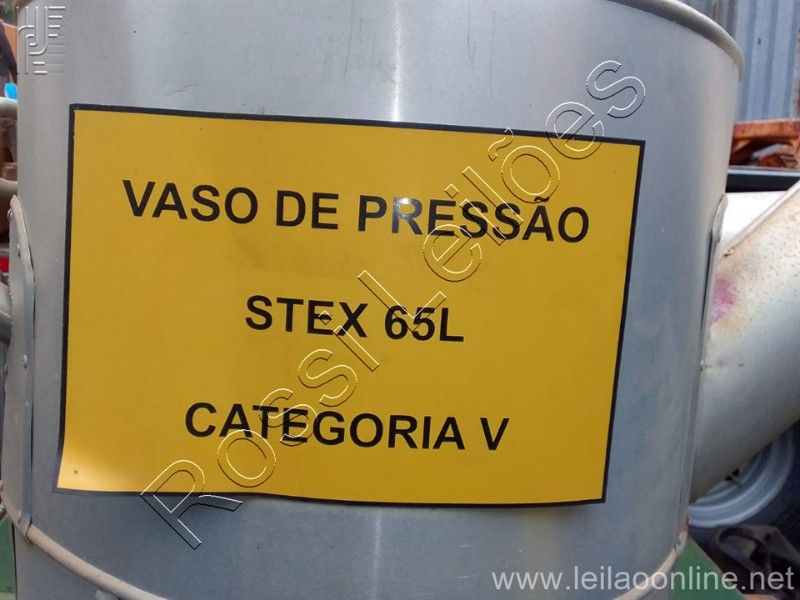 VASO DE PRESSÃO
STEX 65L
CATEGORIA V
Rossi Leilões
www.leilaoonline.net